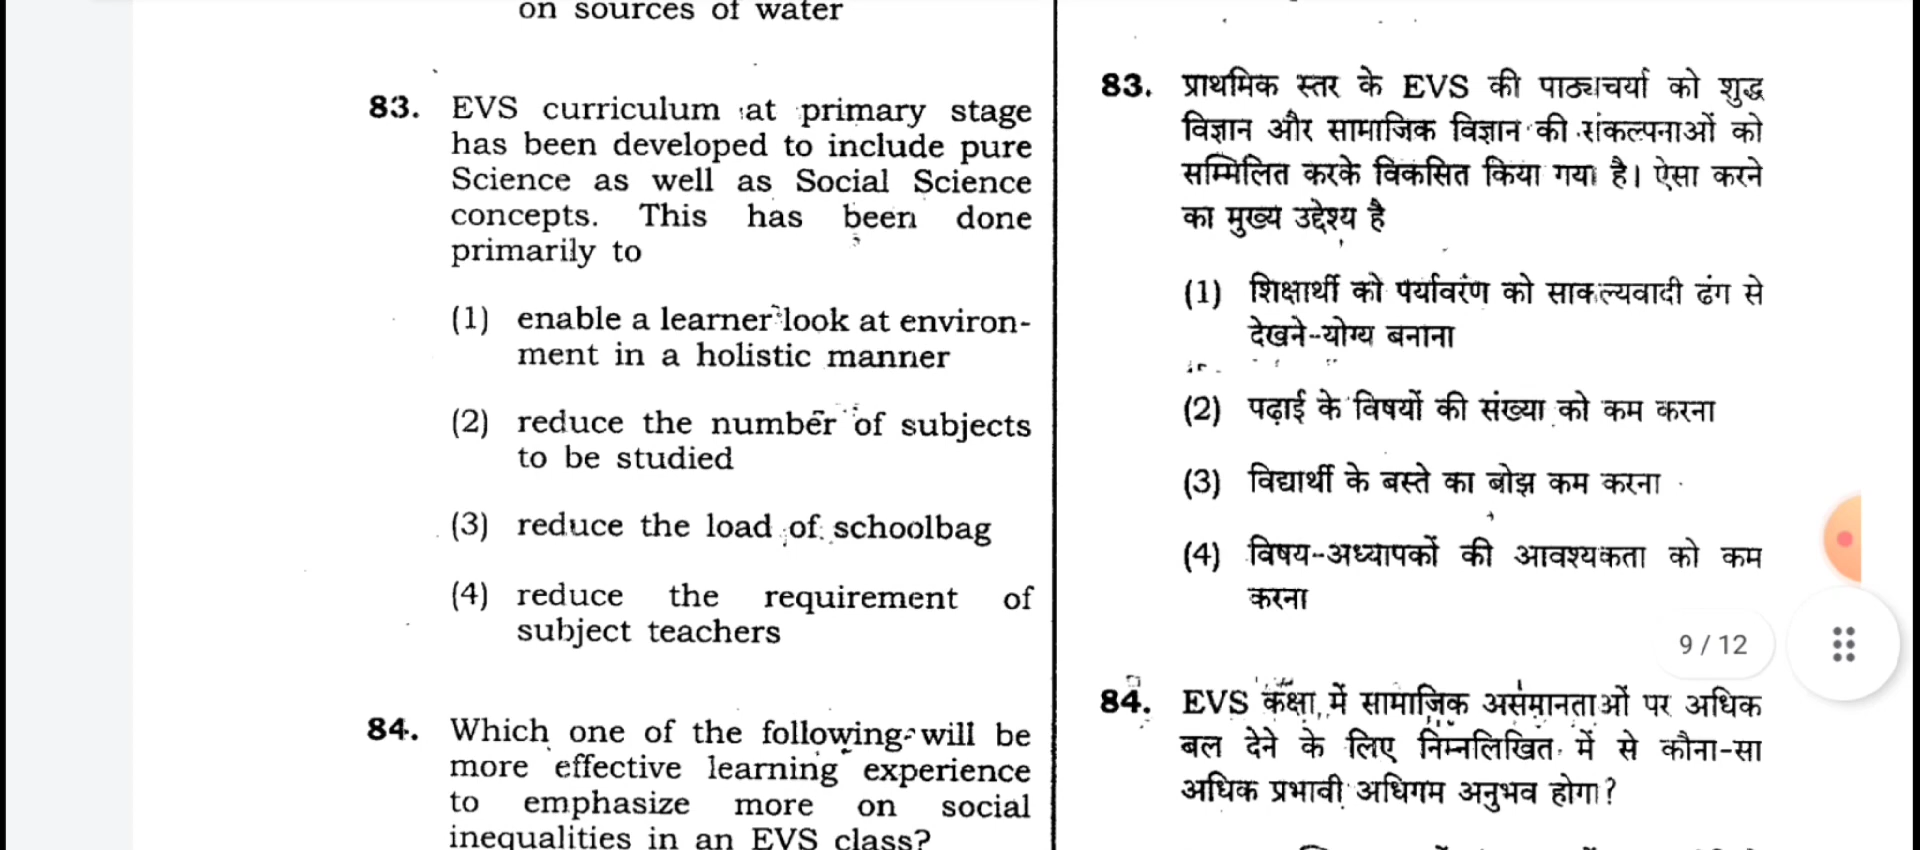 on sources of water
83. EVS curriculum at primary stage
has been developed to include pure
Science as well as Social Science
concepts. This has been done
primarily to
(1) enable a learner look at environ-
ment in a holistic manner
(2) reduce the number of subjects
to be studied
(3) reduce the load of schoolbag
(4) reduce the requirement of
subject teachers
84. Which one of the following will be
more effective learning experience
to emphasize more on social
inequalities in an EVS class?
83. प्राथमिक स्तर के EVS की पाठ्यचर्या को शुद्ध
विज्ञान और सामाजिक विज्ञान की संकल्पनाओं को
सम्मिलित करके विकसित किया गया है। ऐसा करने
का मुख्य उद्देश्य है
(1) शिक्षार्थी को पर्यावरण को साकल्यवादी ढंग से
देखने-योग्य बनाना
(2) पढ़ाई के विषयों की संख्या को कम करना
(3) विद्यार्थी के बस्ते का बोझ कम करना
(4) विषय-अध्यापकों की आवश्यकता को कम
करना
84. EVS कक्षा में सामाजिक असमानताओं पर अधिक
बल देने के लिए निम्नलिखित में से कौन-सा
अधिक प्रभावी अधिगम अनुभव होगा?
9 / 12